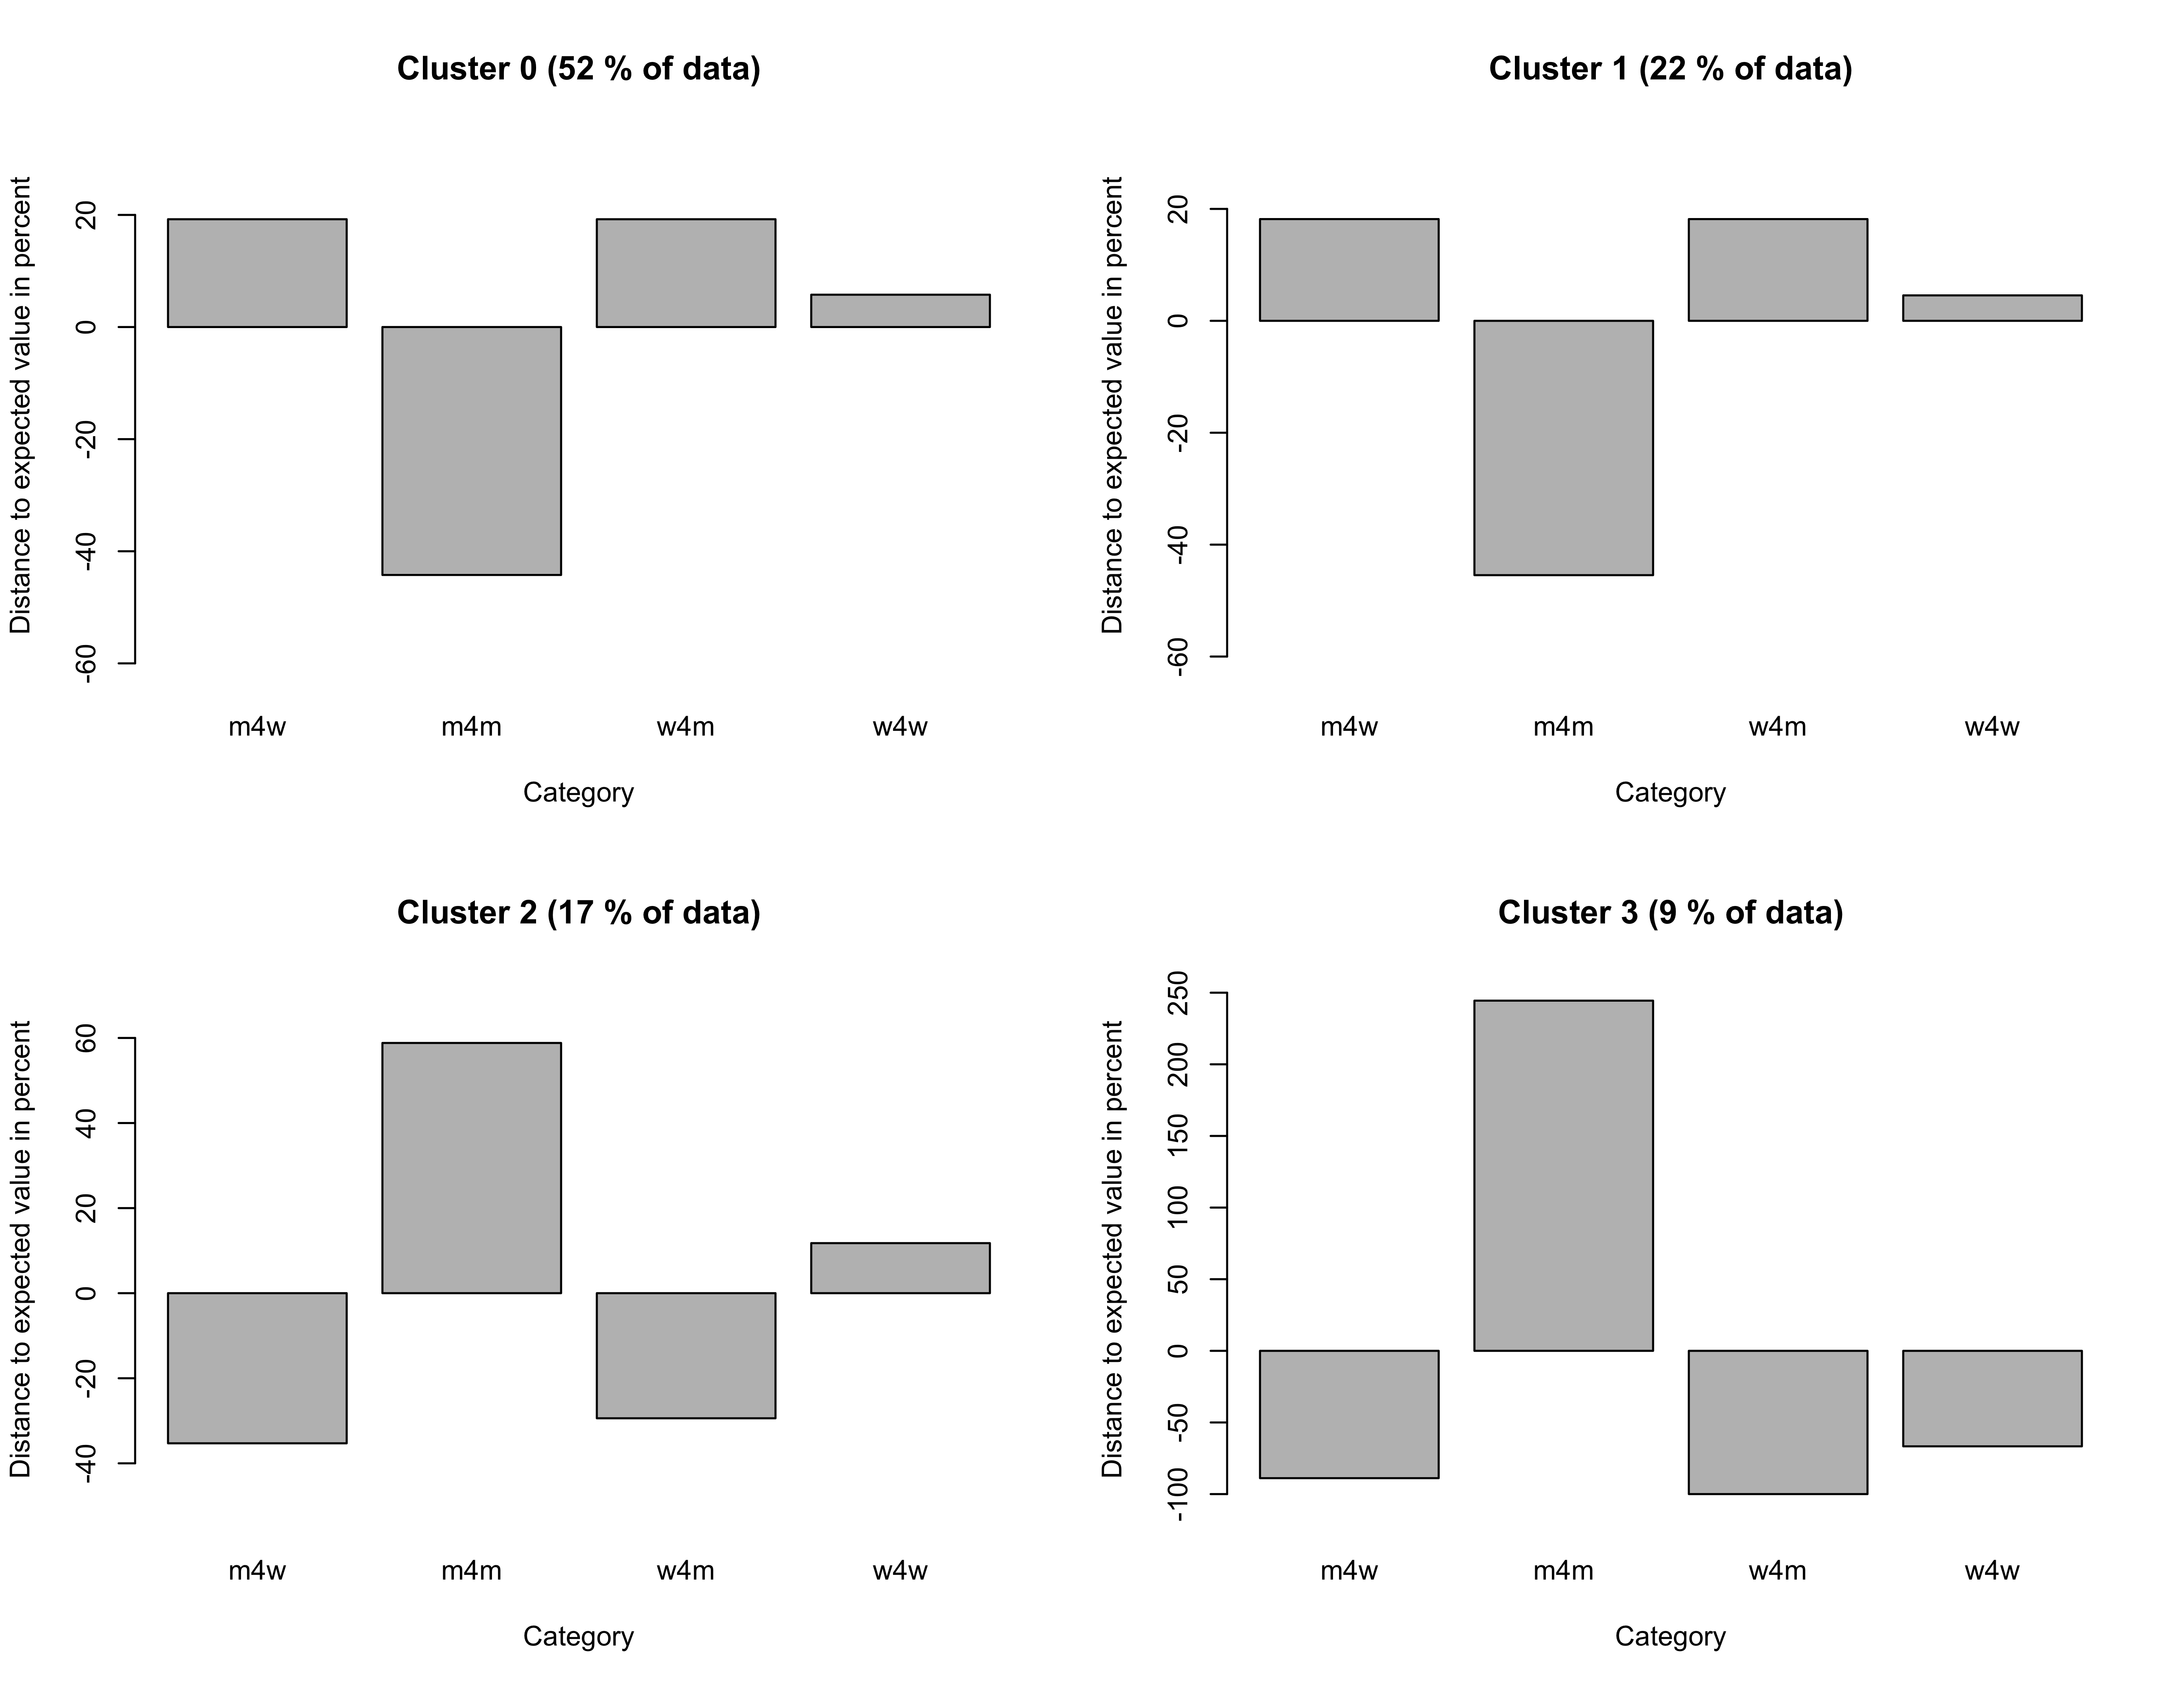 Cluster 0 (52 % of data)
Distance to expected value in percent
20
0
-20
-40
-60
m4w m4m w4m w4w
Category
Cluster 1 (22 % of data)
Distance to expected value in percent
20
0
-20
-40
-60
m4w m4m w4m w4w
Category
Cluster 2 (17 % of data)
Distance to expected value in percent
60
40
20
0
-20
-40
m4w m4m w4m w4w
Category
Cluster 3 (9 % of data)
Distance to expected value in percent
250
200
150
100
50
0
-50
-100
m4w m4m w4m w4w
Category